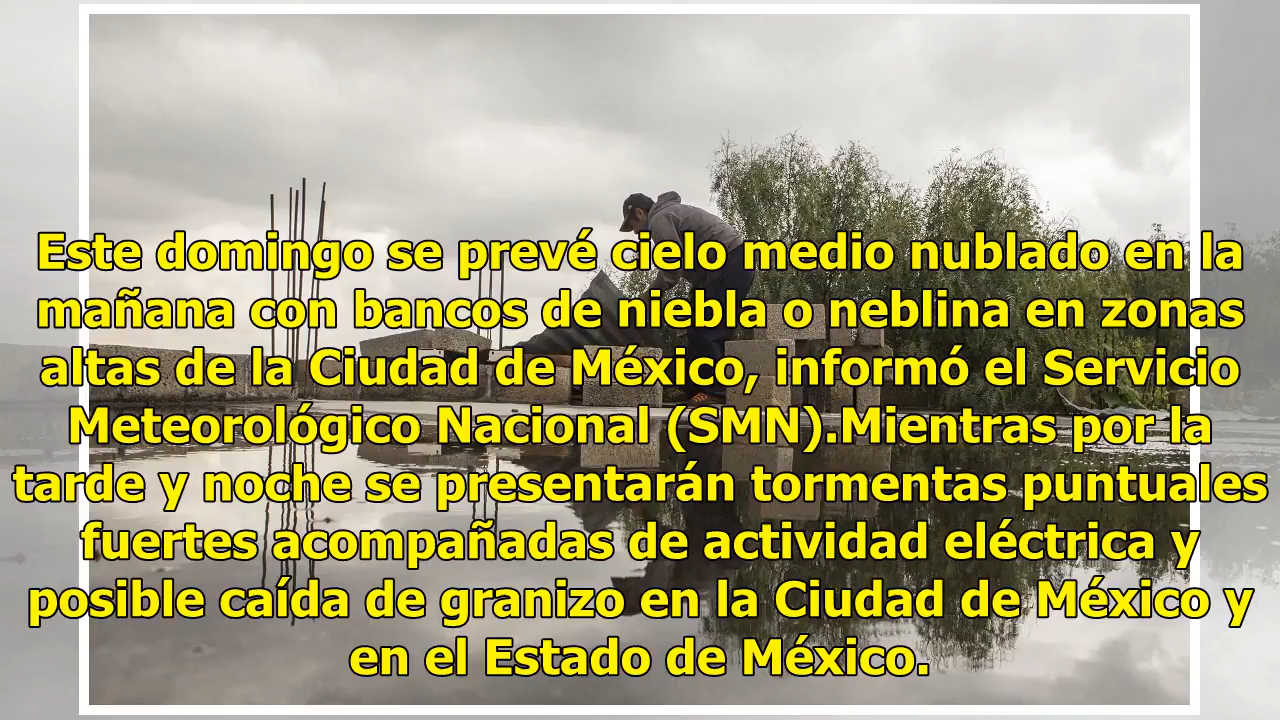 Este domingo se prevé cielo medio nublado en la
mañana con bancos de niebla o neblina en zonas
altas de la Ciudad de México, informó el Servicio
Meteorológico Nacional (SMN).Mientras por la
tarde y noche se presentarán tormentas puntuales
fuertes acompañadas de actividad eléctrica y
posible caída de granizo en la Ciudad de México y
en el Estado de México.